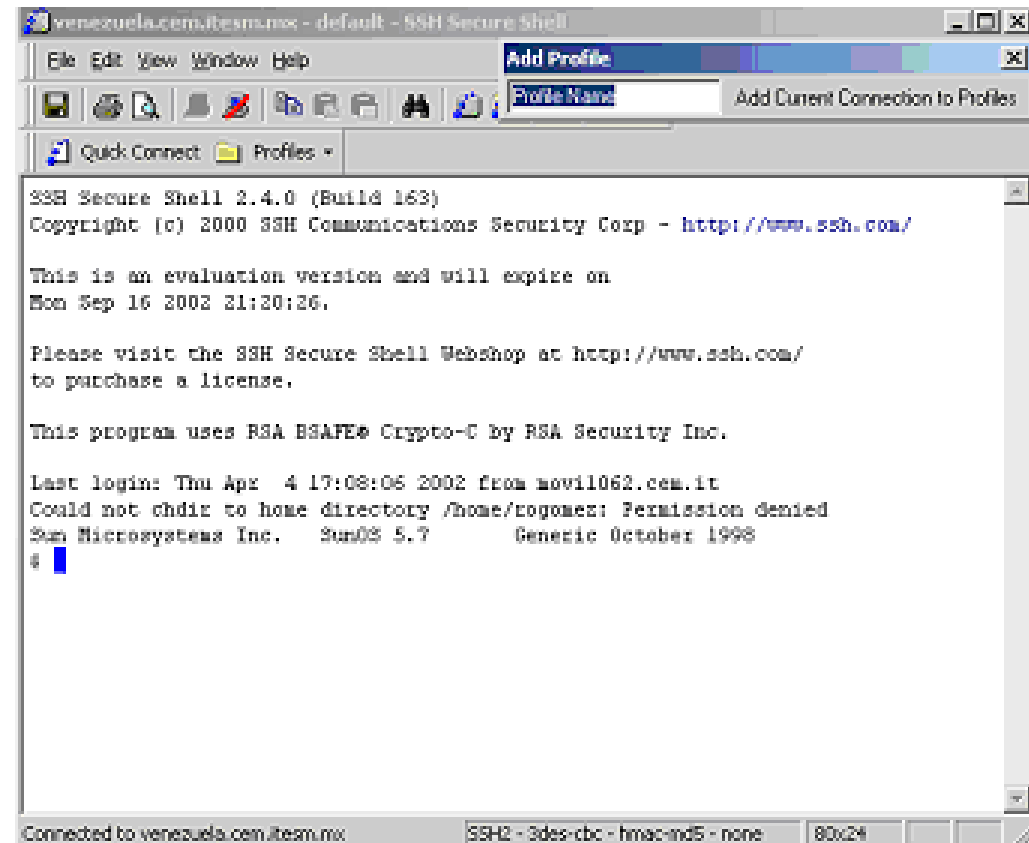 venezuela.cem.itesm.mx - default - SSH Secure Shell
File Edit View Window Help
Add Profile
Profile Name
Add Current Connection to Profiles
Quick Connect Profiles
SSH Secure Shell 2.4.0 (Build 163)
Copyright (c) 2000 SSH Communications Security Corp - http://www.ssh.com/
This is an evaluation version and will expire on
Mon Sep 16 2002 21:20:26.
Please visit the SSH Secure Shell Webshop at http://www.ssh.com/
to purchase a license.
This program uses RSA BSAFE® Crypto-C by RSA Security Inc.
Last login: Thu Apr  4 17:08:06 2002 from movil062.cem.it
Could not chdir to home directory /home/rogomez: Permission denied
Sun Microsystems Inc.   SunOS 5.7       Generic October 1998
Connected to venezuela.cem.itesm.mx
SSH2 - 3des-cbc - hmac-md5 - none
80x24